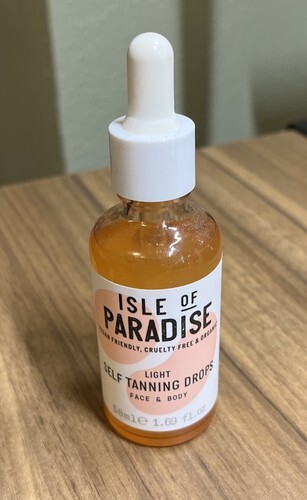 ISLE OF
PARADISE
VEGAN FRIENDLY, CRUELTY FREE & ORGANIC
LIGHT
SELF TANNING DROPS
FACE & BODY
50ml e 1.69 fl.oz